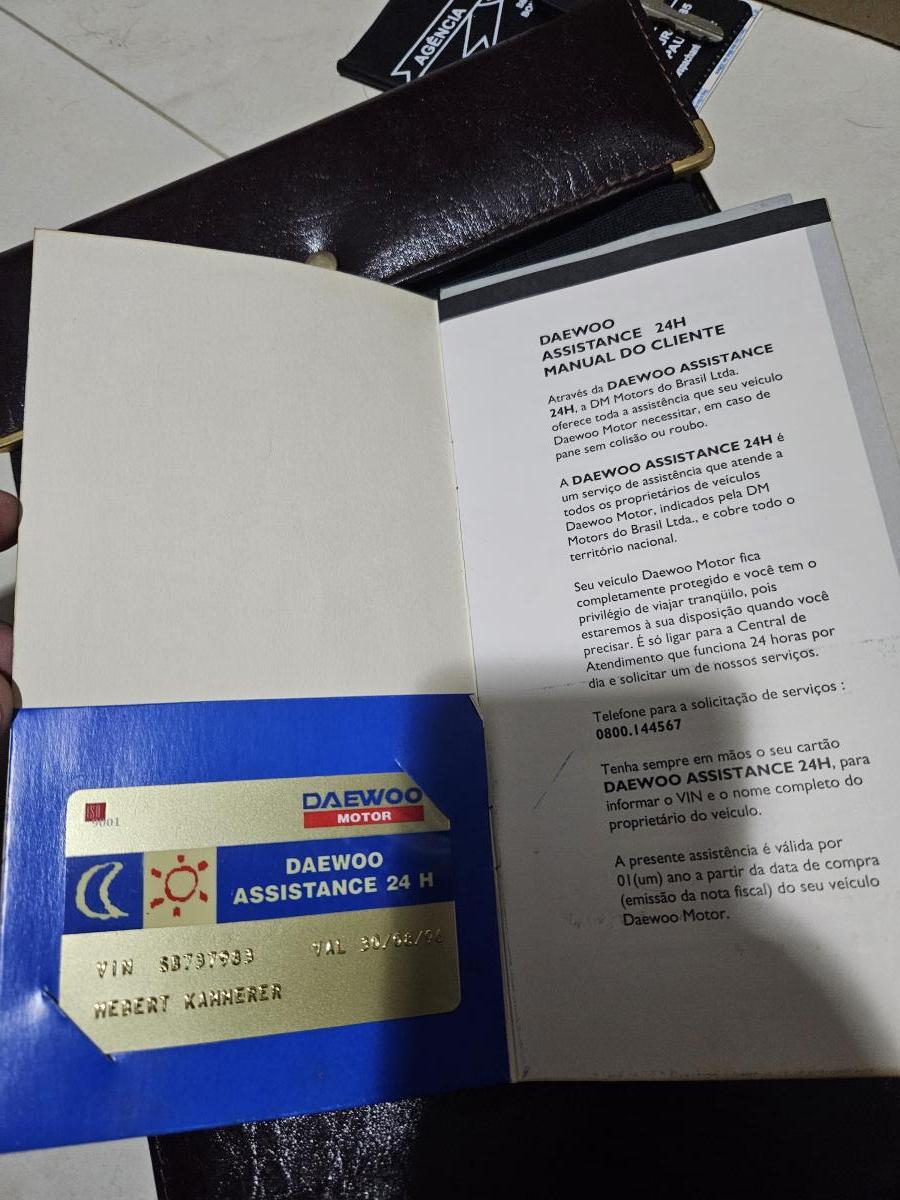 AGÊNCIA
DAEWOO
ASSISTANCE 24H
MANUAL DO CLIENTE
Através da DAEWOO ASSISTANCE
24H, a DM Motors do Brasil Ltda.
oferece toda a assistência que seu veículo
Daewoo Motor necessitar, em caso de
pane sem colisão ou roubo.
A DAEWOO ASSISTANCE 24H é
um serviço de assistência que atende a
todos os proprietários de veículos
Daewoo Motor, indicados pela DM
Motors do Brasil Ltda., e cobre todo o
território nacional.
Seu veículo Daewoo Motor fica
completamente protegido e você tem o
privilégio de viajar tranqüilo, pois
estaremos à sua disposição quando você
precisar. É só ligar para a Central de
Atendimento que funciona 24 horas por
dia e solicitar um de nossos serviços.
Telefone para a solicitação de serviços :
0800.144567
Tenha sempre em mãos o seu cartão
DAEWOO ASSISTANCE 24H, para
informar o VIN e o nome completo do
proprietário do veículo.
A presente assistência é válida por
01(um) ano a partir da data de compra
(emissão da nota fiscal) do seu veículo
Daewoo Motor.
ISO
9001
DAEWOO
MOTOR
DAEWOO
ASSISTANCE 24 H
VIN SB737983 VAL
WEBERT KAMMERER